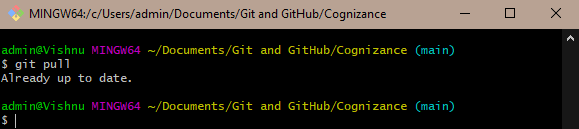 MINGW64:/c/Users/admin/Documents/Git and GitHub/Cognizance
admin@Vishnu MINGW64 ~/Documents/Git and GitHub/Cognizance (main)
$ git pull
Already up to date.
admin@Vishnu MINGW64 ~/Documents/Git and GitHub/Cognizance (main)
$